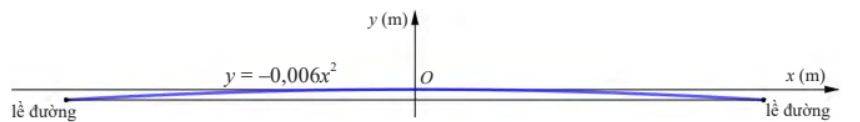 y (m)
y = –0,006x²
O
x (m)
lề đường
lề đường